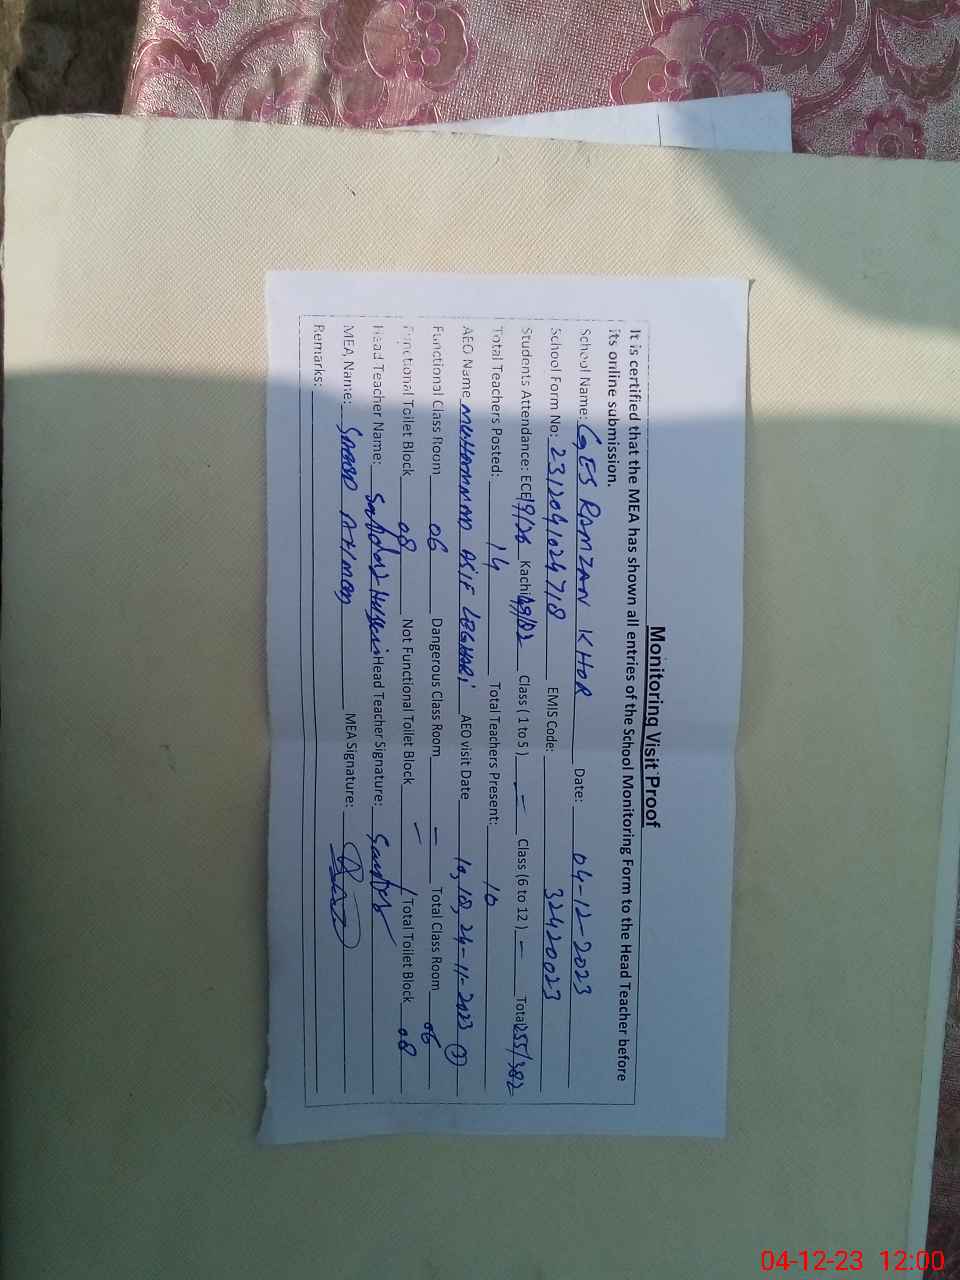 Monitoring Visit Proof
It is certified that the MEA has shown all entries of the School Monitoring Form to the Head Teacher before
its online submission.
School Name: GES RAMZAN KHOR Date: 04-12-2023
School Form No: 2312041024718 EMIS Code: 32420023
Students Attendance: ECE 19/26 Kachi 49/82 Class ( 1 to 5 ) - Class (6 to 12 ) - Total 255/382
Total Teachers Posted: 14 Total Teachers Present: 10
AEO Name MUHAMMAD ASIF LEGHARI AEO visit Date 10,18,24-11-2023 (3)
Functional Class Room 06 Dangerous Class Room - Total Class Room 06
Functional Toilet Block 08 Not Functional Toilet Block - Total Toilet Block 08
Head Teacher Name: Hussain Head Teacher Signature:
MEA Name: AHMED MEA Signature:
Remarks:
04-12-23 12:00